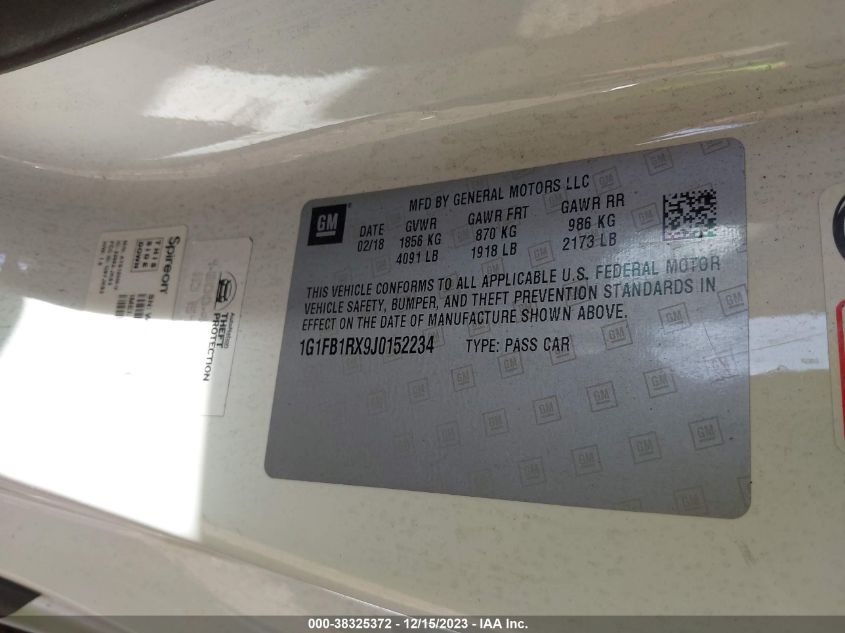 GM
MFD BY GENERAL MOTORS LLC
DATE GVWR GAWR FRT GAWR RR
02/18 1856 KG 870 KG 986 KG
4091 LB 1918 LB 2173 LB
THIS VEHICLE CONFORMS TO ALL APPLICABLE U.S. FEDERAL MOTOR
VEHICLE SAFETY, BUMPER, AND THEFT PREVENTION STANDARDS IN
EFFECT ON THE DATE OF MANUFACTURE SHOWN ABOVE.
1G1FB1RX9J0152234 TYPE: PASS CAR
Spireon
THIS SIDE DOWN
THEFT
PROTECTION
000-38325372 - 12/15/2023 - IAA Inc.